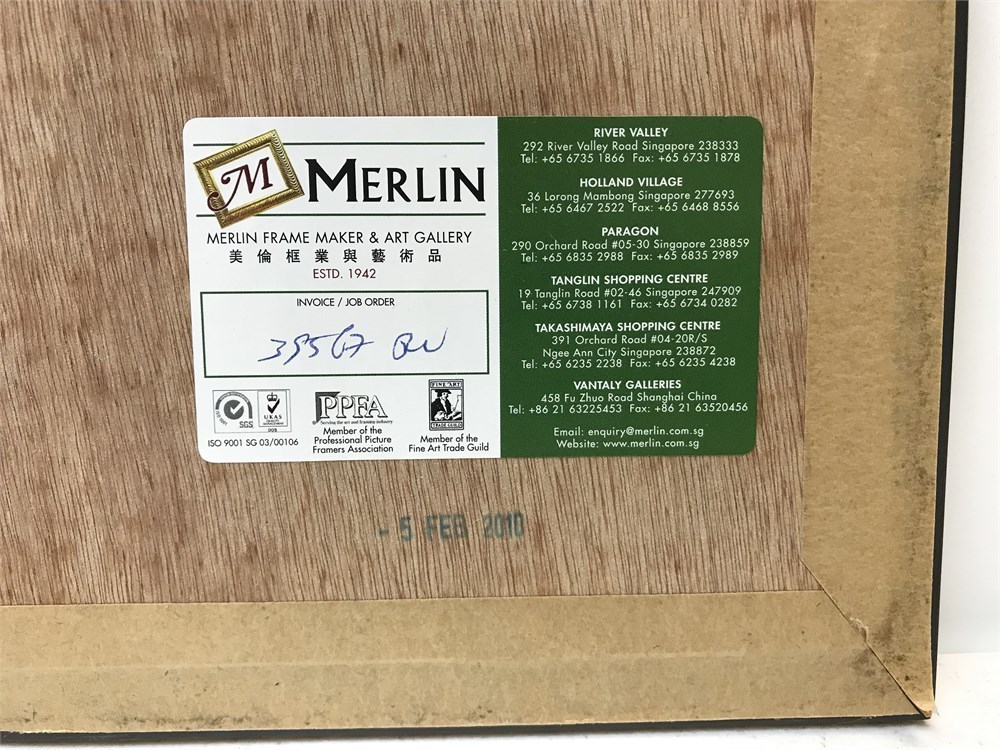 M MERLIN
MERLIN FRAME MAKER & ART GALLERY
美倫框業與藝術品
ESTD. 1942
INVOICE / JOB ORDER
SGS
UKAS
QUALITY
MANAGEMENT
ISO 9001 SG 03/00106
PPFA
Serving the art and framing industry
Member of the
Professional Picture
Framers Association
FINE ART
TRADE GUILD
Member of the
Fine Art Trade Guild
RIVER VALLEY
292 River Valley Road Singapore 238333
Tel: +65 6735 1866 Fax: +65 6735 1878
HOLLAND VILLAGE
36 Lorong Mambong Singapore 277693
Tel: +65 6467 2522 Fax: +65 6468 8556
PARAGON
290 Orchard Road #05-30 Singapore 238859
Tel: +65 6835 2988 Fax: +65 6835 2989
TANGLIN SHOPPING CENTRE
19 Tanglin Road #02-46 Singapore 247909
Tel: +65 6738 1161 Fax: +65 6734 0282
TAKASHIMAYA SHOPPING CENTRE
391 Orchard Road #04-20R/S
Ngee Ann City Singapore 238872
Tel: +65 6235 2238 Fax: +65 6235 4238
VANTALY GALLERIES
458 Fu Zhuo Road Shanghai China
Tel: +86 21 63225453 Fax: +86 21 63520456
Email: enquiry@merlin.com.sg
Website: www.merlin.com.sg
- 5 FEB 2010